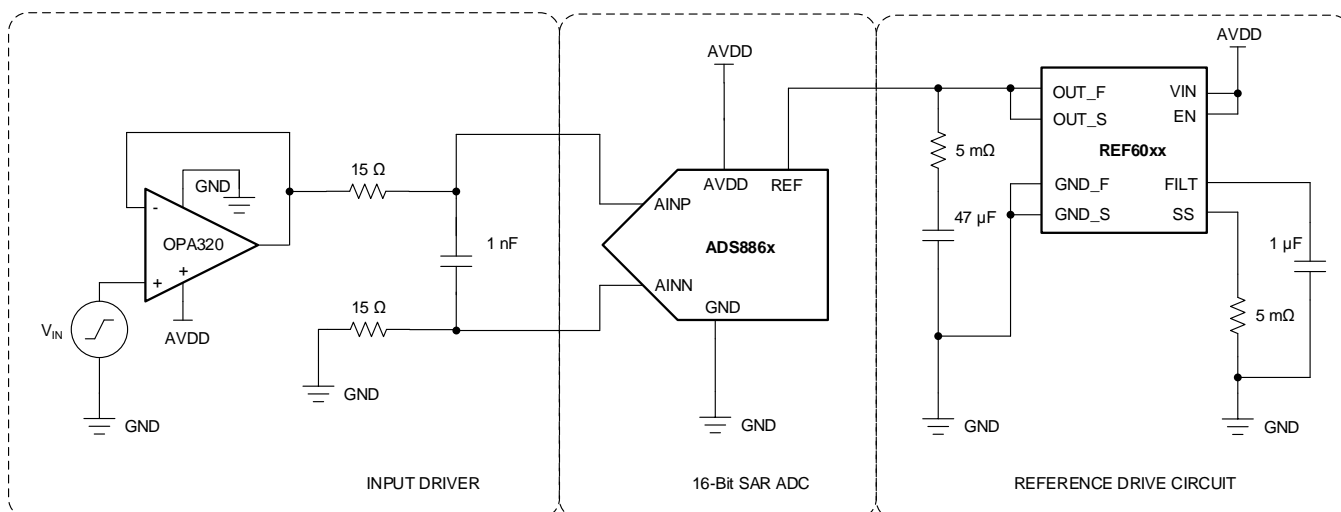 GND
OPA320
-
+
+
AVDD
V_IN
GND
15 Ω
15 Ω
GND
1 nF
INPUT DRIVER
AVDD
AVDD
REF
AINP
ADS886x
AINN
GND
GND
16-Bit SAR ADC
AVDD
OUT_F
VIN
OUT_S
EN
REF60xx
5 mΩ
GND_F
FILT
GND_S
SS
47 µF
1 µF
5 mΩ
GND
GND
REFERENCE DRIVE CIRCUIT